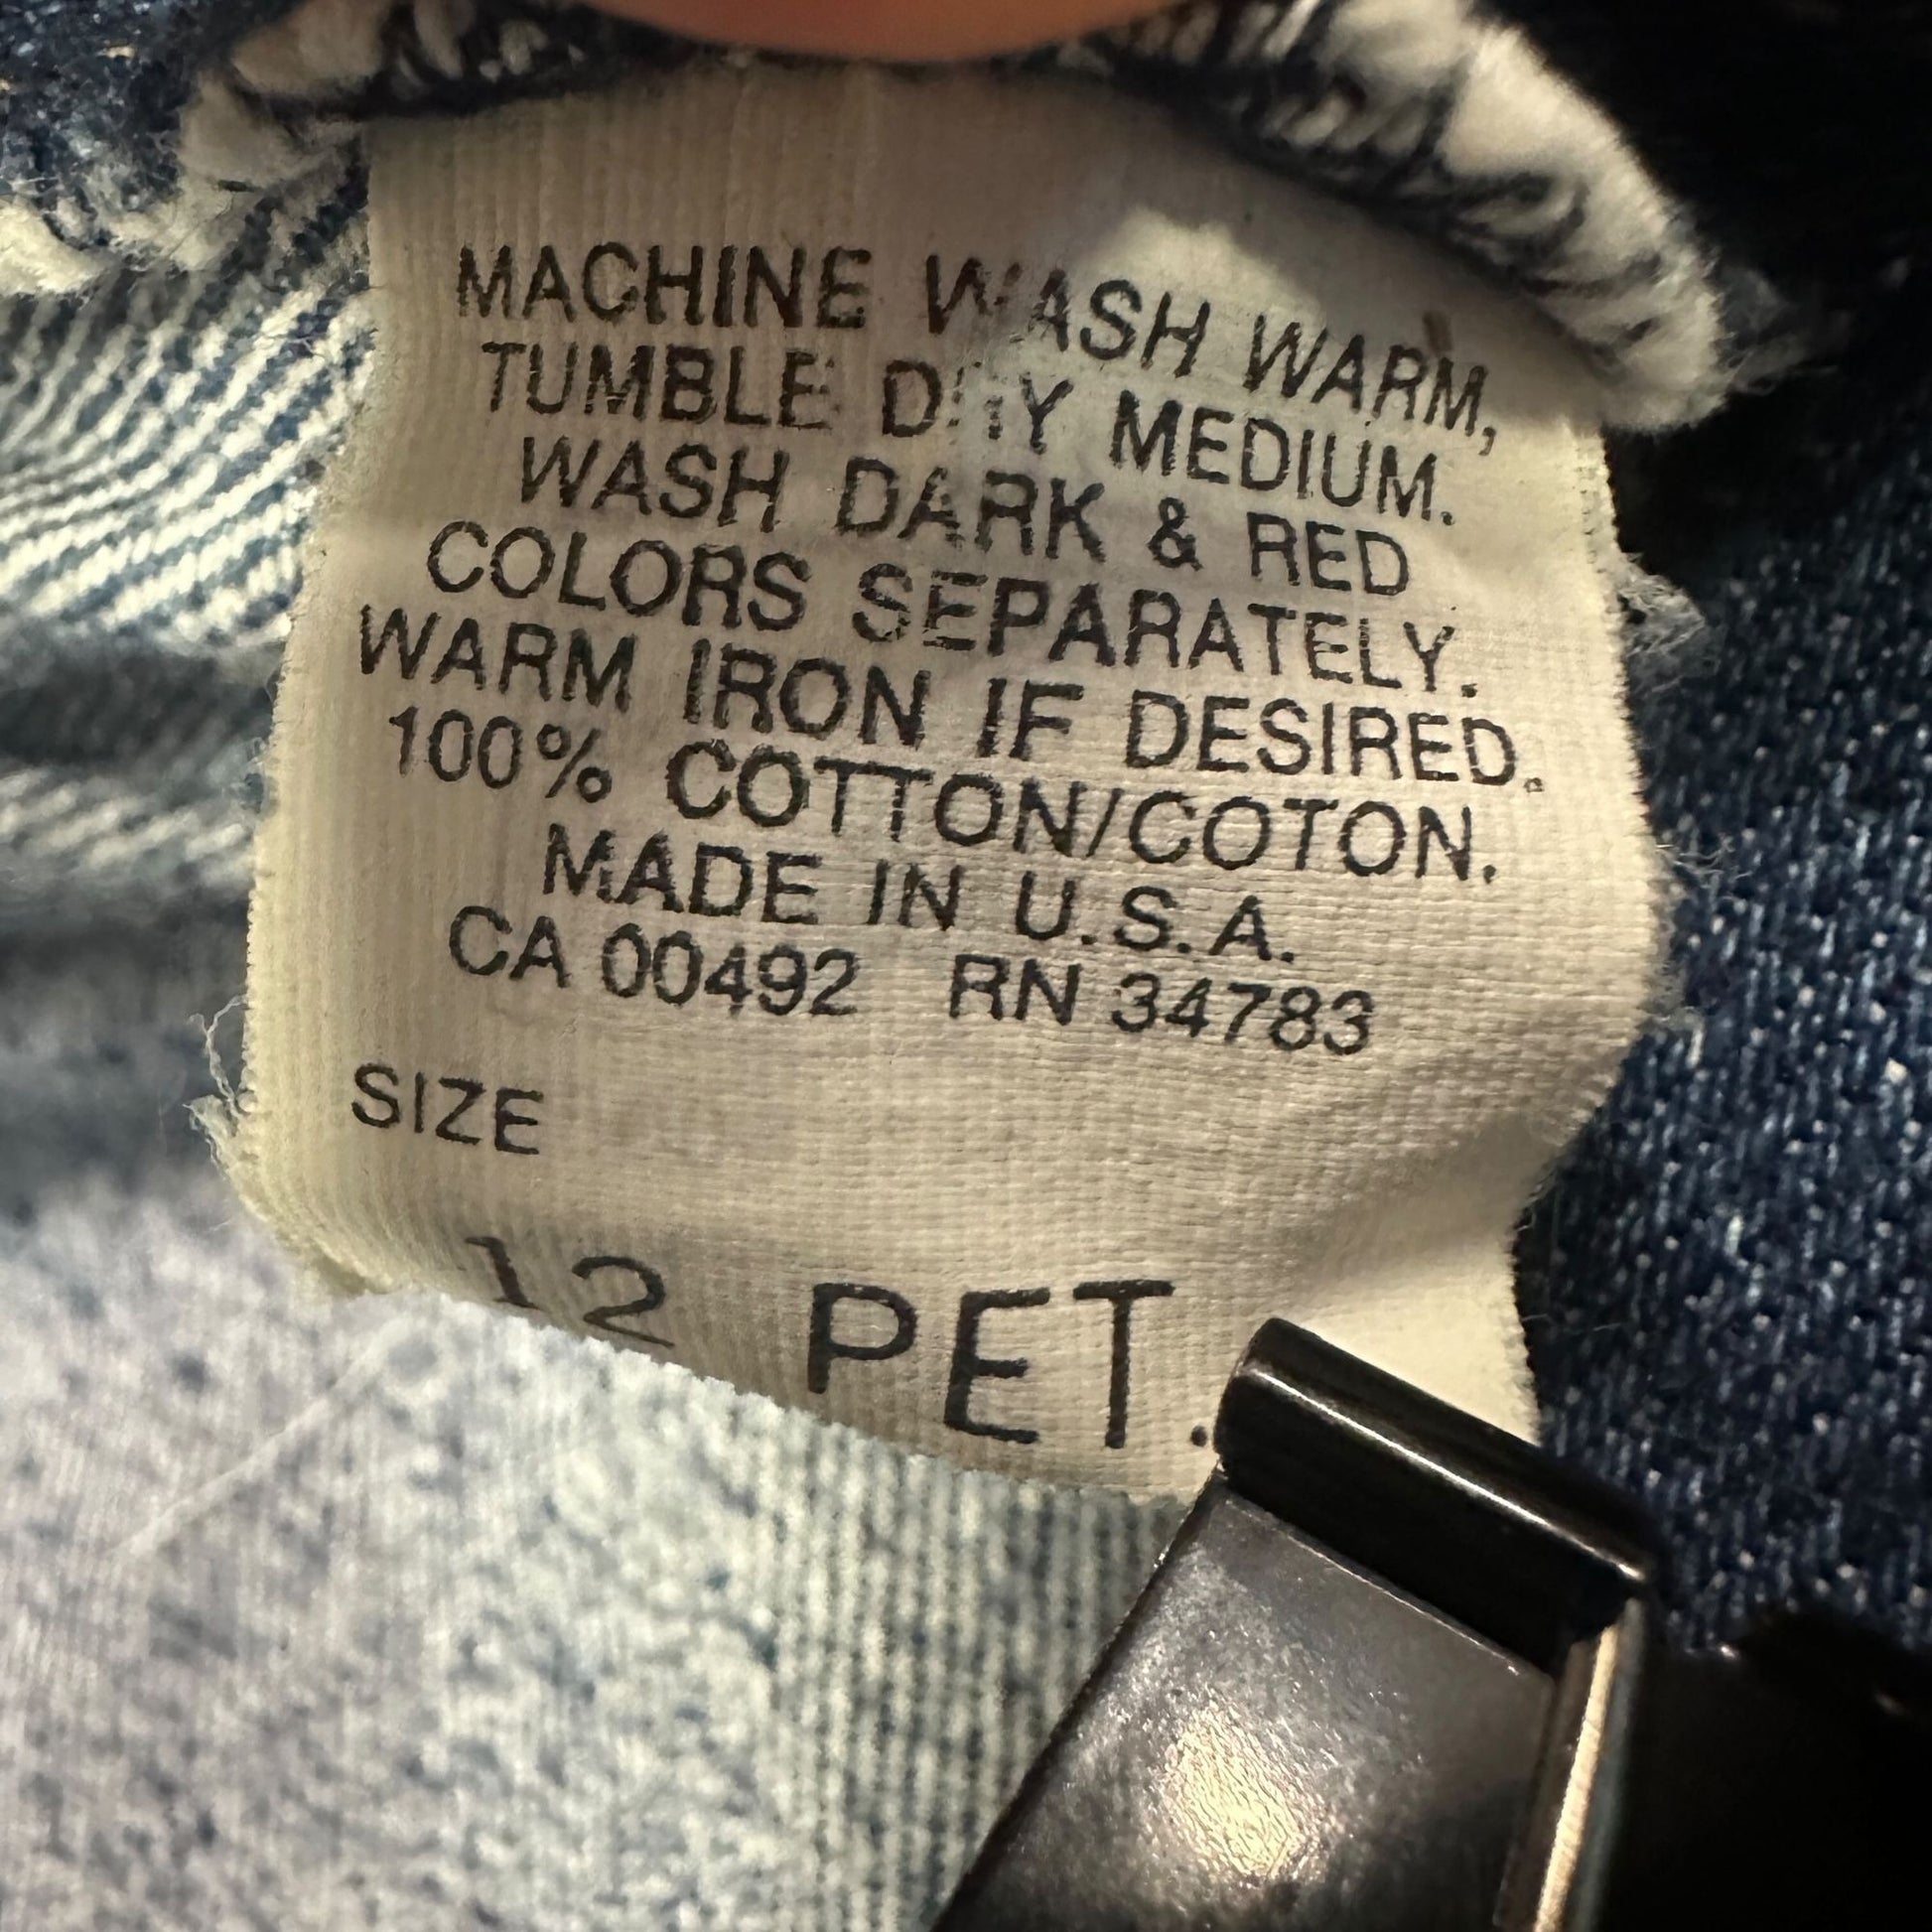 MACHINE WASH WARM,
TUMBLE DRY MEDIUM.
WASH DARK & RED
COLORS SEPARATELY.
WARM IRON IF DESIRED.
100% COTTON/COTON.
MADE IN U.S.A.
CA 00492 RN 34783
SIZE
12 PET.